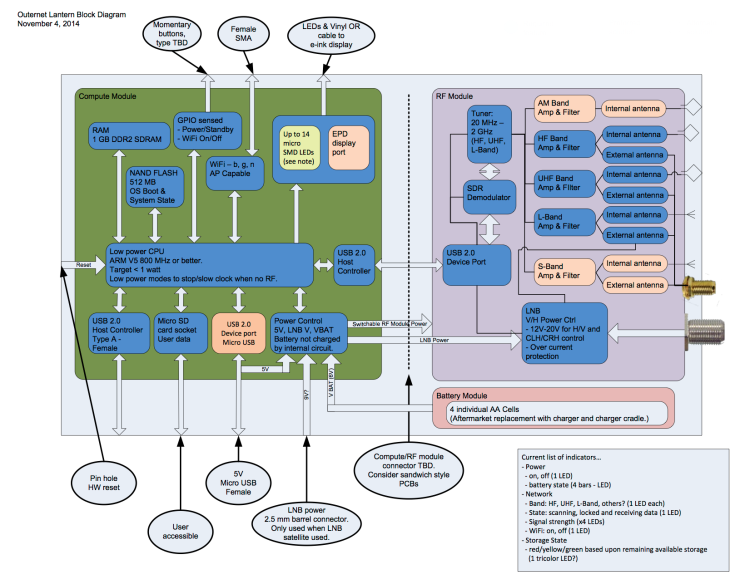 Outernet Lantern Block Diagram
November 4, 2014
Momentary
buttons,
type TBD
Female
SMA
LEDs & Vinyl OR
cable to
e-ink display
Compute Module
RAM
1 GB DDR2 SDRAM
GPIO sensed
- Power/Standby
- WiFi On/Off
NAND FLASH
512 MB
OS Boot &
System State
WiFi – b, g, n
AP Capable
Up to 14
micro
SMD LEDs
(see note)
EPD
display
port
Low power CPU
ARM V5 800 MHz or better.
Target < 1 watt
Low power modes to stop/slow clock when no RF.
Reset
USB 2.0
Host
Controller
USB 2.0
Host Controller
Type A -
Female
Micro SD
card socket
User data
USB 2.0
Device port
Micro USB
Power Control
5V, LNB V, VBAT
Battery not charged
by internal circuit.
5V
6V?
V BAT (6V)
Switchable RF Module Power
LNB Power
RF Module
Tuner:
20 MHz –
2 GHz
(HF, UHF,
L-Band)
SDR
Demodulator
USB 2.0
Device Port
AM Band
Amp & Filter
Internal antenna
HF Band
Amp & Filter
Internal antenna
External antenna
UHF Band
Amp & Filter
Internal antenna
External antenna
L-Band
Amp & Filter
Internal antenna
External antenna
S-Band
Amp & Filter
Internal antenna
External antenna
LNB
V/H Power Ctrl
- 12V-20V for H/V and
CLH/CRH control
- Over current
protection
Battery Module
4 individual AA Cells
(Aftermarket replacement with charger and charger cradle.)
Pin hole
HW reset
User
accessible
5V
Micro USB
Female
LNB power
2.5 mm barrel connector.
Only used when LNB
satellite used.
Compute/RF module
connector TBD.
Consider sandwich style
PCBs
Current list of indicators...
- Power
- on, off (1 LED)
- battery state (4 bars - LED)
- Network
- Band: HF, UHF, L-Band, others? (1 LED each)
- State: scanning, locked and receiving data (1 LED)
- Signal strength (x4 LEDs)
- WiFi: on, off (1 LED)
- Storage State
- red/yellow/green based upon remaining available storage
(1 tricolor LED?)